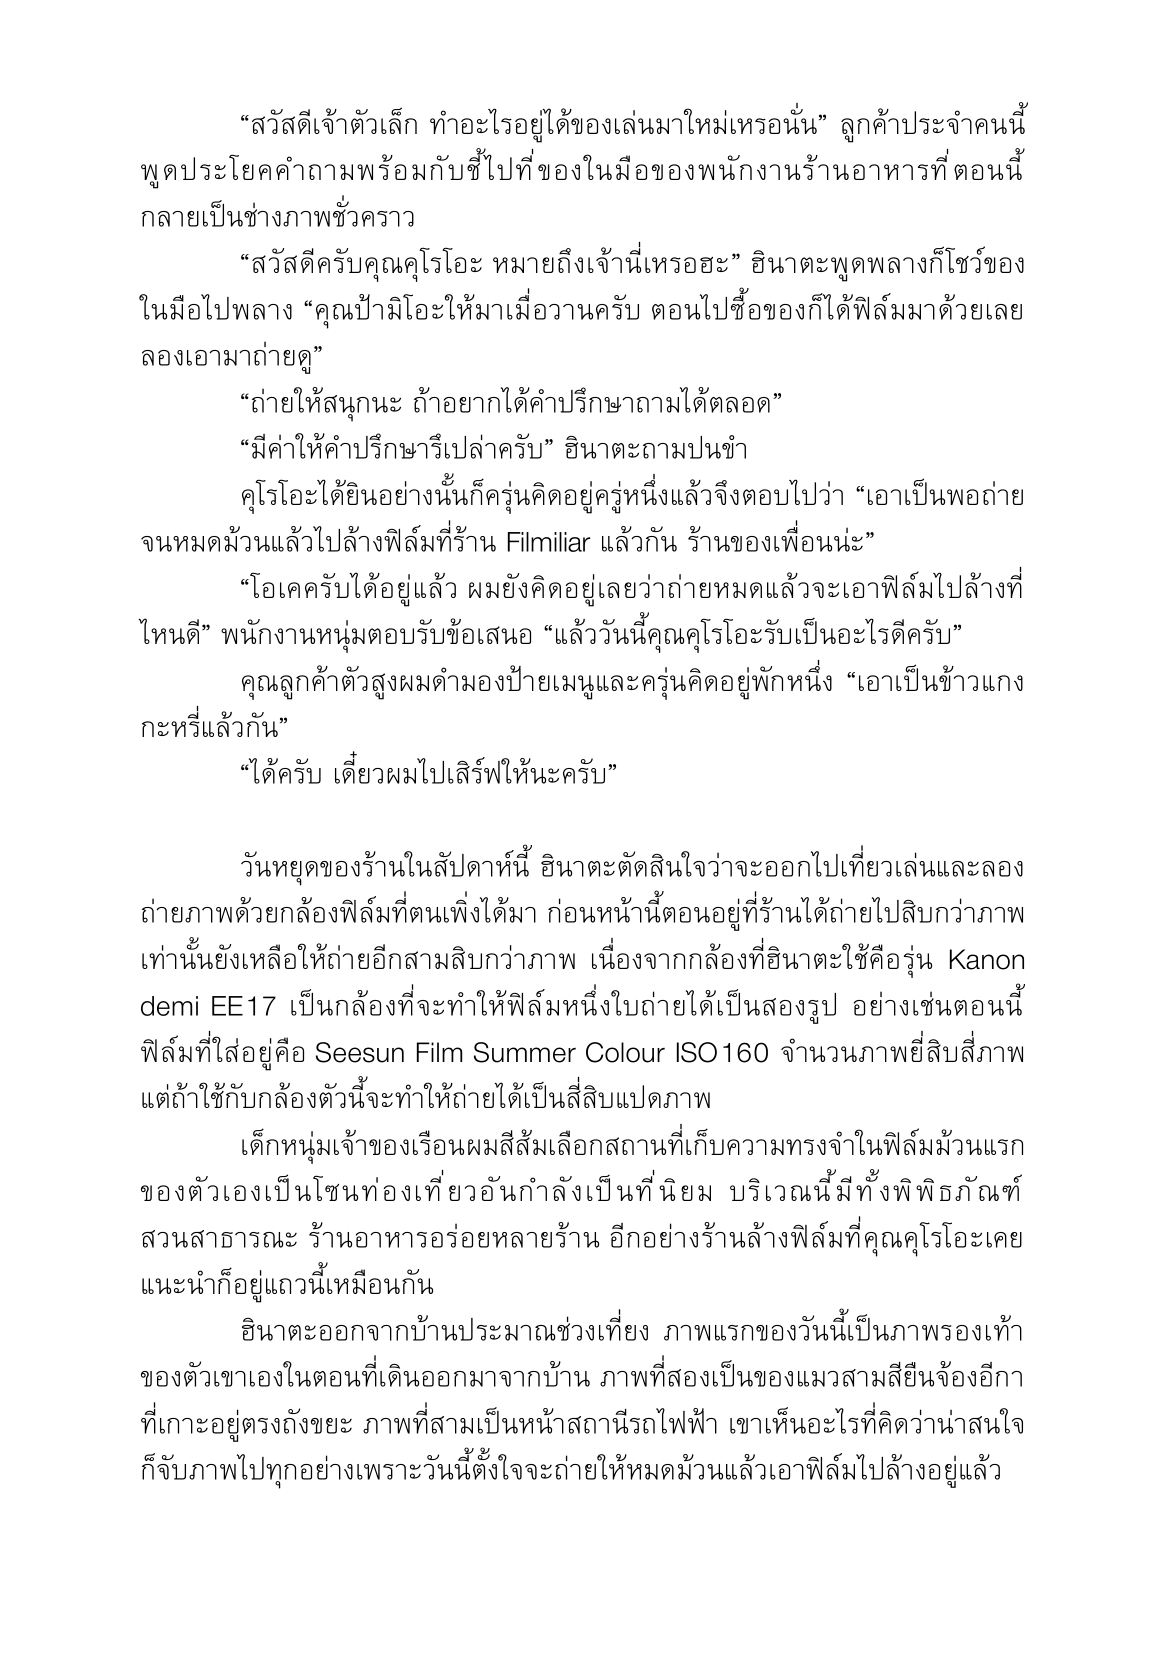 “สวัสดีเจ้าตัวเล็ก ทำอะไรอยู่ได้ของเล่นมาใหม่เหรอนั่น” ลูกค้าประจำคนนี้
พูดประโยคคำถามพร้อมกับชี้ไปที่ของในมือของพนักงานร้านอาหารที่ตอนนี้
กลายเป็นช่างภาพชั่วคราว
“สวัสดีครับคุณคุโรโอะ หมายถึงเจ้านี่เหรอฮะ” ฮินาตะพูดพลางก็โชว์ของ
ในมือไปพลาง “คุณป้ามิโอะให้มาเมื่อวานครับ ตอนไปซื้อของก็ได้ฟิล์มมาด้วยเลย
ลองเอามาถ่ายดู”
“ถ่ายให้สนุกนะ ถ้าอยากได้คำปรึกษาถามได้ตลอด”
“มีค่าให้คำปรึกษารึเปล่าครับ” ฮินาตะถามปนขำ
คุโรโอะได้ยินอย่างนั้นก็ครุ่นคิดอยู่ครู่หนึ่งแล้วจึงตอบไปว่า “เอาเป็นพอถ่าย
จนหมดม้วนแล้วไปล้างฟิล์มที่ร้าน Filmiliar แล้วกัน ร้านของเพื่อนน่ะ”
“โอเคครับได้อยู่แล้ว ผมยังคิดอยู่เลยว่าถ่ายหมดแล้วจะเอาฟิล์มไปล้างที่
ไหนดี” พนักงานหนุ่มตอบรับข้อเสนอ “แล้ววันนี้คุณคุโรโอะรับเป็นอะไรดีครับ”
คุณลูกค้าตัวสูงผมดำมองป้ายเมนูและครุ่นคิดอยู่พักหนึ่ง “เอาเป็นข้าวแกง
กะหรี่แล้วกัน”
“ได้ครับ เดี๋ยวผมไปเสิร์ฟให้นะครับ”
วันหยุดของร้านในสัปดาห์นี้ ฮินาตะตัดสินใจว่าจะออกไปเที่ยวเล่นและลอง
ถ่ายภาพด้วยกล้องฟิล์มที่ตนเพิ่งได้มา ก่อนหน้านี้ตอนอยู่ที่ร้านได้ถ่ายไปสิบกว่าภาพ
เท่านั้นยังเหลือให้ถ่ายอีกสามสิบกว่าภาพ เนื่องจากกล้องที่ฮินาตะใช้คือรุ่น Kanon
demi EE17 เป็นกล้องที่จะทำให้ฟิล์มหนึ่งใบถ่ายได้เป็นสองรูป อย่างเช่นตอนนี้
ฟิล์มที่ใส่อยู่คือ Seesun Film Summer Colour ISO160 จำนวนภาพยี่สิบสี่ภาพ
แต่ถ้าใช้กับกล้องตัวนี้จะทำให้ถ่ายได้เป็นสี่สิบแปดภาพ
เด็กหนุ่มเจ้าของเรือนผมสีส้มเลือกสถานที่เก็บความทรงจำในฟิล์มม้วนแรก
ของตัวเองเป็นโซนท่องเที่ยวอันกำลังเป็นที่นิยม บริเวณนี้มีทั้งพิพิธภัณฑ์
สวนสาธารณะ ร้านอาหารอร่อยหลายร้าน อีกอย่างร้านล้างฟิล์มที่คุณคุโรโอะเคย
แนะนำก็อยู่แถวนี้เหมือนกัน
ฮินาตะออกจากบ้านประมาณช่วงเที่ยง ภาพแรกของวันนี้เป็นภาพรองเท้า
ของตัวเขาเองในตอนที่เดินออกมาจากบ้าน ภาพที่สองเป็นของแมวสามสียืนจ้องอีกา
ที่เกาะอยู่ตรงถังขยะ ภาพที่สามเป็นหน้าสถานีรถไฟฟ้า เขาเห็นอะไรที่คิดว่าน่าสนใจ
ก็จับภาพไปทุกอย่างเพราะวันนี้ตั้งใจจะถ่ายให้หมดม้วนแล้วเอาฟิล์มไปล้างอยู่แล้ว